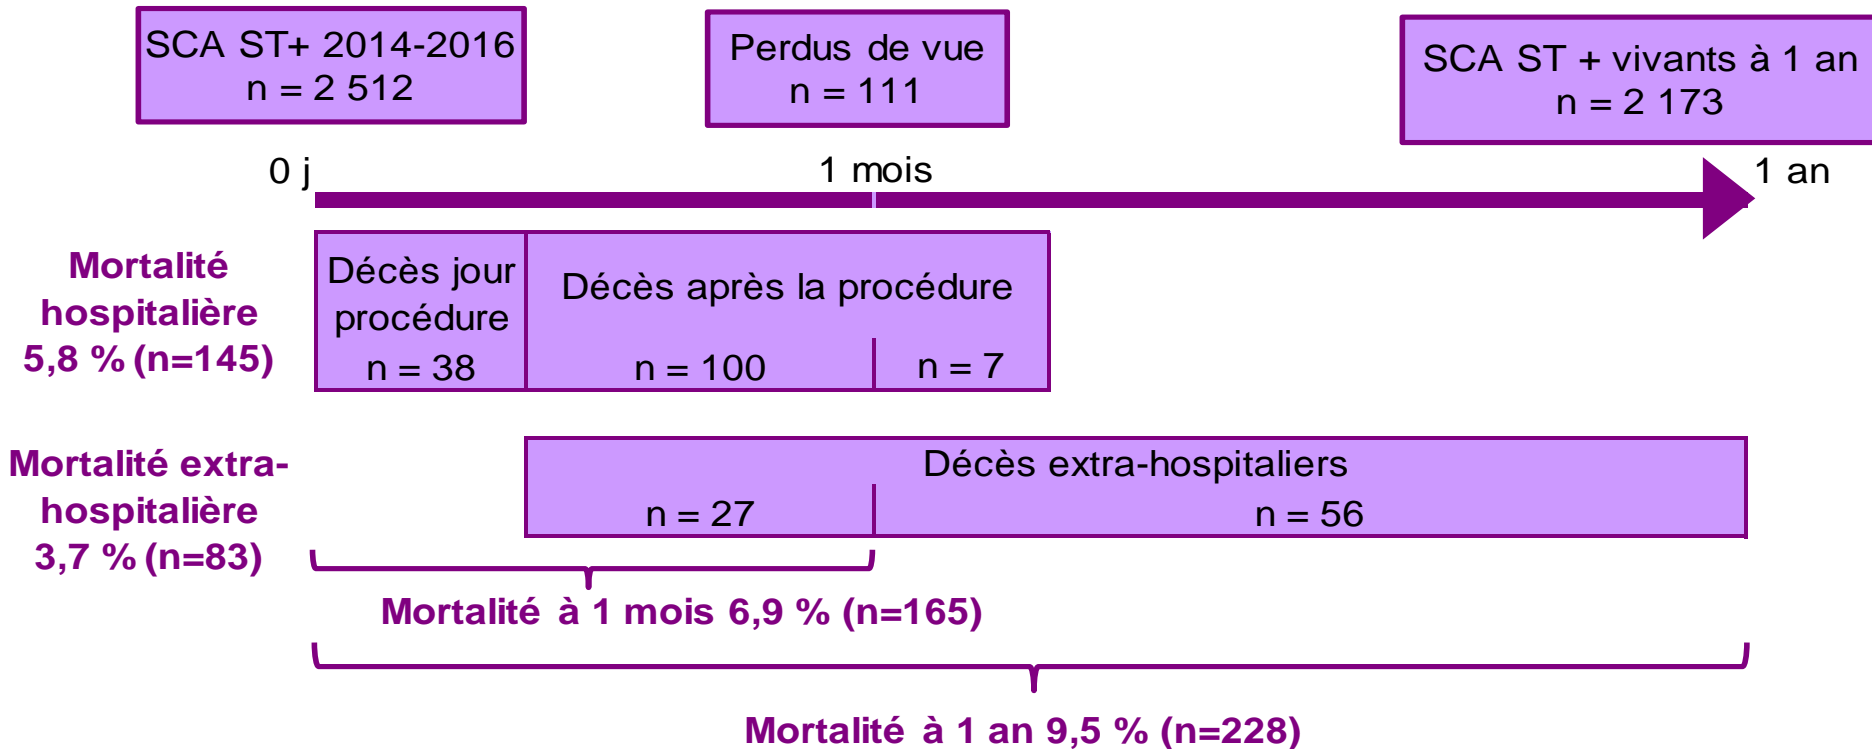 SCA ST+ 2014-2016
n = 2 512
Perdus de vue
n = 111
SCA ST + vivants à 1 an
n = 2 173
0 j
1 mois
1 an
Mortalité
hospitalière
5,8 % (n=145)
Décès jour
procédure
n = 38
Décès après la procédure
n = 100
n = 7
Mortalité extra-
hospitalière
3,7 % (n=83)
Décès extra-hospitaliers
n = 27
n = 56
Mortalité à 1 mois 6,9 % (n=165)
Mortalité à 1 an 9,5 % (n=228)